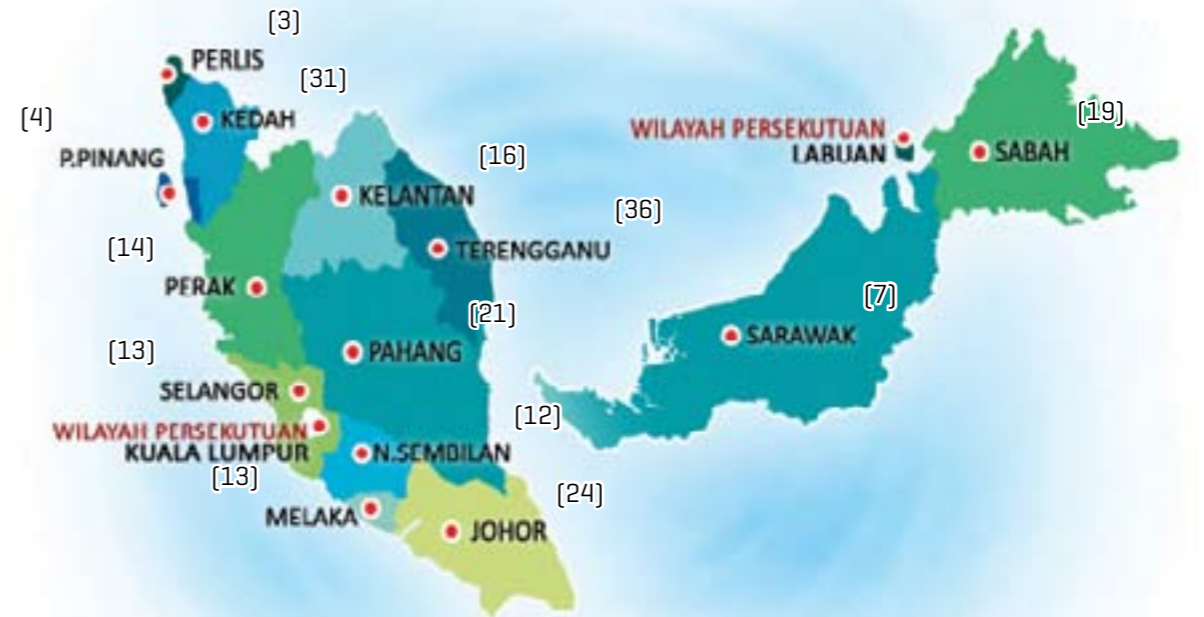 (3)
PERLIS
(31)
(4)
KEDAH
P.PINANG
(16)
KELANTAN
(36)
(14)
TERENGGANU
PERAK
(21)
(13)
PAHANG
SELANGOR
WILAYAH PERSEKUTUAN
KUALA LUMPUR
(12)
N.SEMBILAN
(13)
(24)
MELAKA
JOHOR
WILAYAH PERSEKUTUAN
LABUAN
(19)
SABAH
(7)
SARAWAK